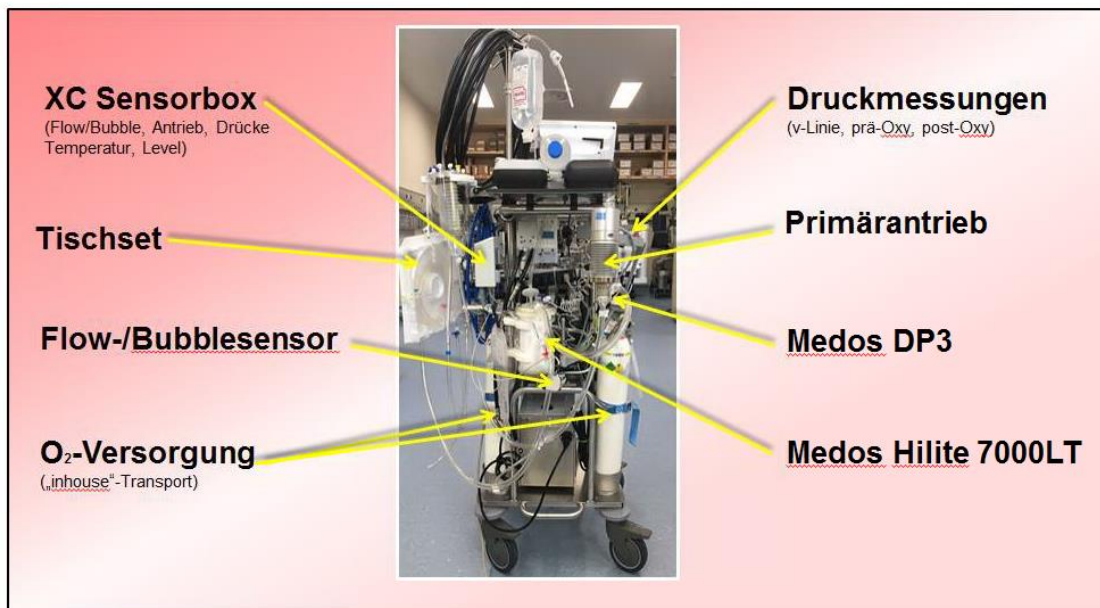 XC Sensorbox
(Flow/Bubble, Antrieb, Drücke
Temperatur, Level)
Tischset
Flow-/Bubblesensor
O₂-Versorgung
(„inhouse“-Transport)
Druckmessungen
(v-Linie, prä-Oxy, post-Oxy)
Primärantrieb
Medos DP3
Medos Hilite 7000LT